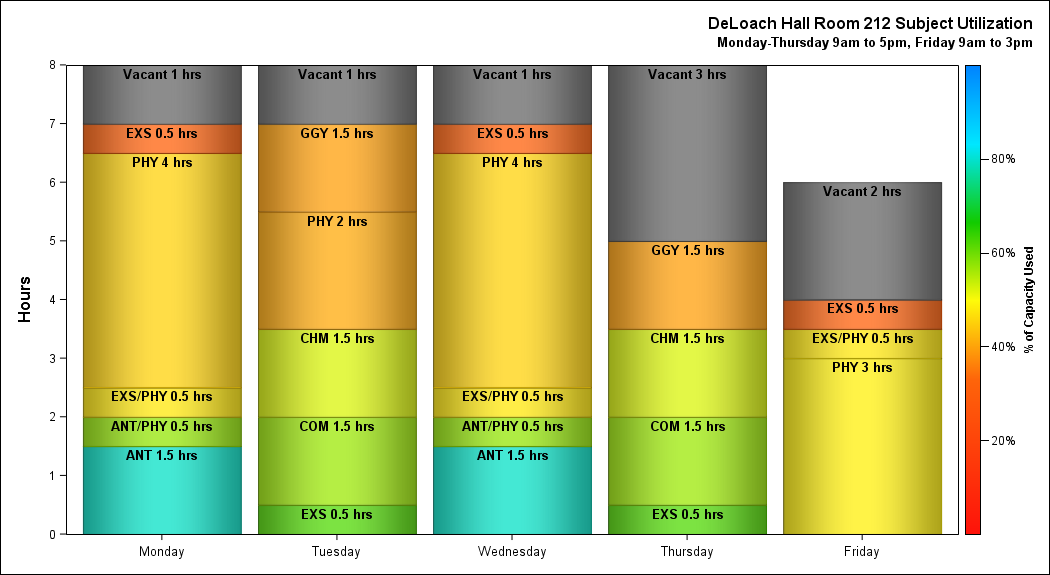 DeLoach Hall Room 212 Subject Utilization
Monday-Thursday 9am to 5pm, Friday 9am to 3pm
Hours
8
7
6
5
4
3
2
1
0
Vacant 1 hrs
EXS 0.5 hrs
PHY 4 hrs
EXS/PHY 0.5 hrs
ANT/PHY 0.5 hrs
ANT 1.5 hrs
Monday
Vacant 1 hrs
GGY 1.5 hrs
PHY 2 hrs
CHM 1.5 hrs
COM 1.5 hrs
EXS 0.5 hrs
Tuesday
Vacant 1 hrs
EXS 0.5 hrs
PHY 4 hrs
EXS/PHY 0.5 hrs
ANT/PHY 0.5 hrs
ANT 1.5 hrs
Wednesday
Vacant 3 hrs
GGY 1.5 hrs
CHM 1.5 hrs
COM 1.5 hrs
EXS 0.5 hrs
Thursday
Vacant 2 hrs
EXS 0.5 hrs
EXS/PHY 0.5 hrs
PHY 3 hrs
Friday
80%
60%
40%
20%
% of Capacity Used